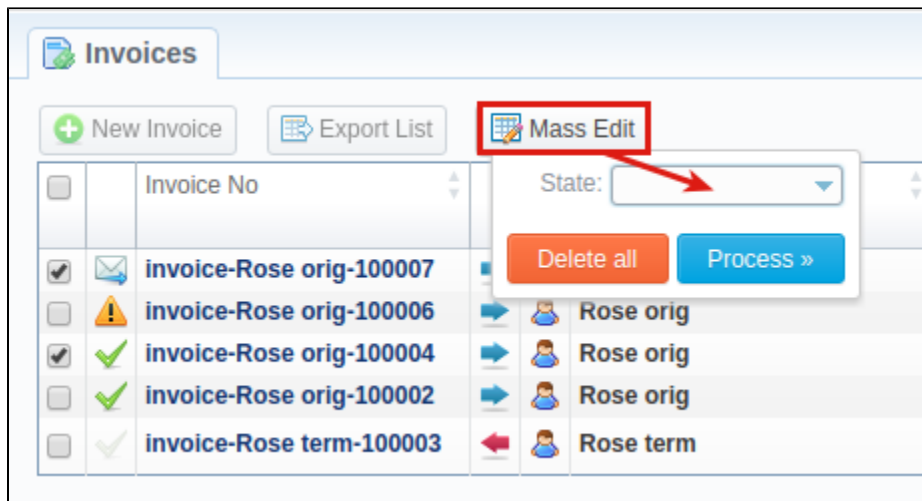 Invoices
New Invoice Export List Mass Edit
Invoice No
State:
Delete all Process »
invoice-Rose orig-100007
invoice-Rose orig-100006 Rose orig
invoice-Rose orig-100004 Rose orig
invoice-Rose orig-100002 Rose orig
invoice-Rose term-100003 Rose term